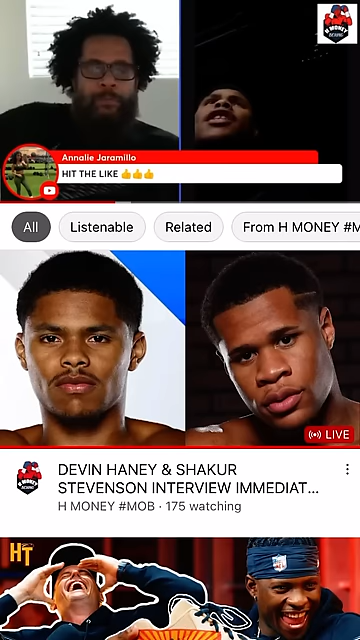 H MONEY
BOXING
Annalie Jaramillo
HIT THE LIKE 👍👍👍
All
Listenable
Related
From H MONEY #M
LIVE
DEVIN HANEY & SHAKUR
STEVENSON INTERVIEW IMMEDIAT...
H MONEY #MOB · 175 watching
HT